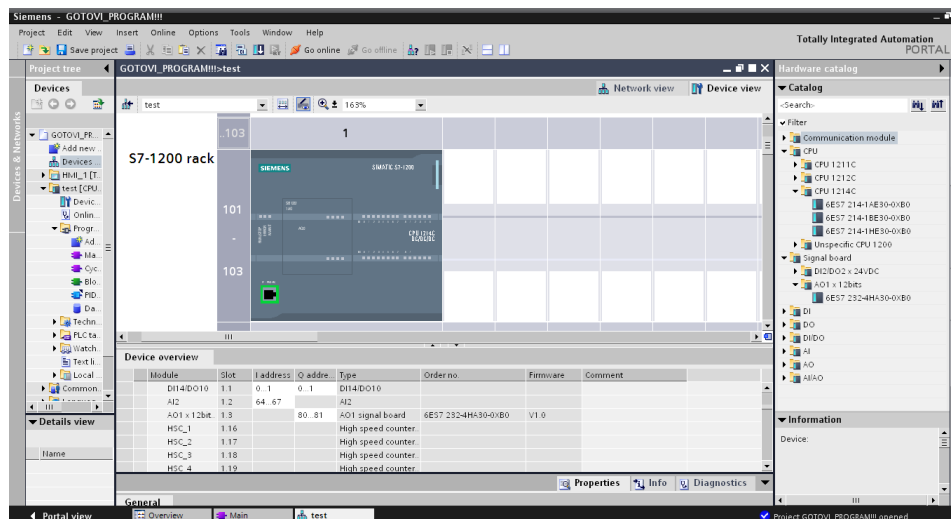 Siemens - GOTOVI_PROGRAM!!!
Project Edit View Insert Online Options Tools Window Help
Totally Integrated Automation
PORTAL
Save project
Go online
Go offline
Project tree
Devices
Devices & Networks
GOTOVI_PR...
Add new ...
Devices ...
HMI_1 [T...
test [CPU...
Devic...
Onlin...
Progr...
Ad...
Ma...
Cyc...
Blo...
PID...
Da...
Techn...
PLC ta...
Watch...
Text li...
Local ...
Common...
Details view
Name
GOTOVI_PROGRAM!!!>test
Network view
Device view
test
163%
..103
1
S7-1200 rack
101
-
103
SIEMENS
SIMATIC S7-1200
CPU 1214C
DC/DC/DC
Device overview
Module Slot I address Q addre... Type Order no. Firmware Comment
DI14/DO10 1.1 0...1 0...1 DI14/DO10
AI2 1.2 64...67 AI2
AO1 x 12bit... 1.3 80...81 AO1 signal board 6ES7 232-4HA30-0XB0 V1.0
HSC_1 1.16 High speed counter...
HSC_2 1.17 High speed counter...
HSC_3 1.18 High speed counter...
HSC_4 1.19 High speed counter...
Properties
Info
Diagnostics
General
Hardware catalog
Catalog
<Search>
Filter
Communication module
CPU
CPU 1211C
CPU 1212C
CPU 1214C
6ES7 214-1AE30-0XB0
6ES7 214-1BE30-0XB0
6ES7 214-1HE30-0XB0
Unspecific CPU 1200
Signal board
DI2/DO2 x 24VDC
AO1 x 12bits
6ES7 232-4HA30-0XB0
DI
DO
DI/DO
AI
AO
AI/AO
Information
Device:
Portal view
Overview
Main
test
Project GOTOVI_PROGRAM!!! opened.